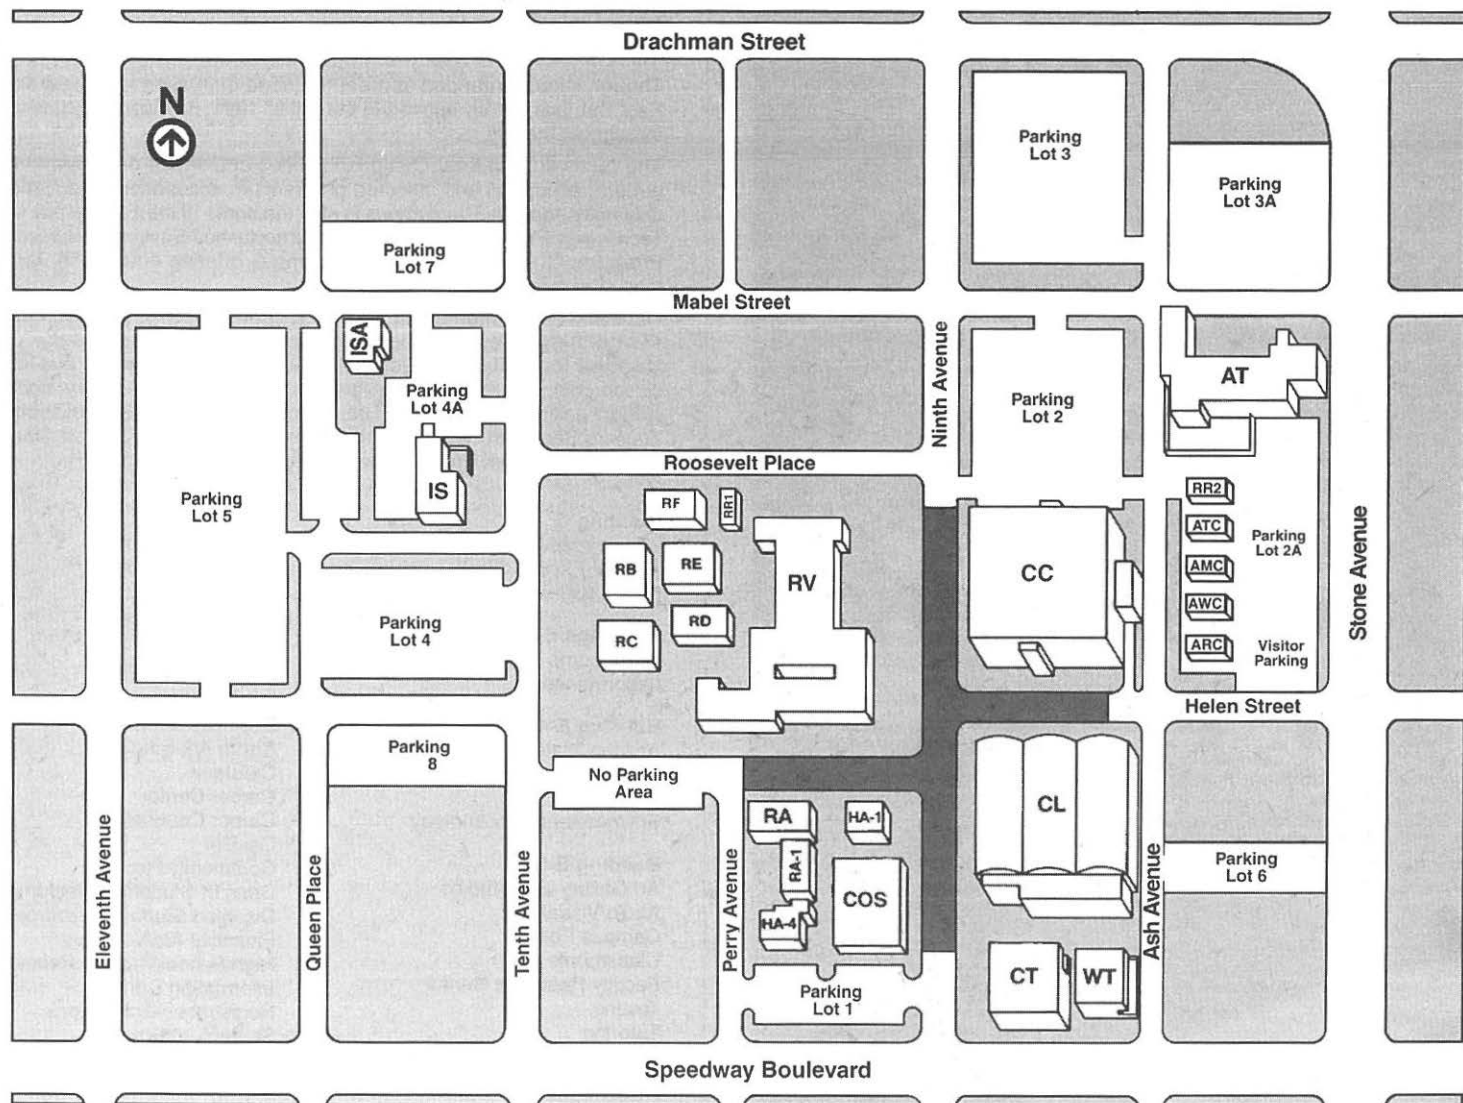 Drachman Street
N
Parking
Lot 3
Parking
Lot 3A
Parking
Lot 7
Mabel Street
ISA
Parking
Lot 4A
IS
Ninth Avenue
Parking
Lot 2
AT
Roosevelt Place
Parking
Lot 5
RF
RR1
RB
RE
RV
RD
RC
CC
RR2
ATC
AMC
AWC
ARC
Parking
Lot 2A
Visitor
Parking
Stone Avenue
Parking
Lot 4
Helen Street
Parking
8
No Parking
Area
RA
HA-1
RA-1
COS
HA-4
CL
Parking
Lot 6
Eleventh Avenue
Queen Place
Tenth Avenue
Perry Avenue
Ash Avenue
CT
WT
Parking
Lot 1
Speedway Boulevard